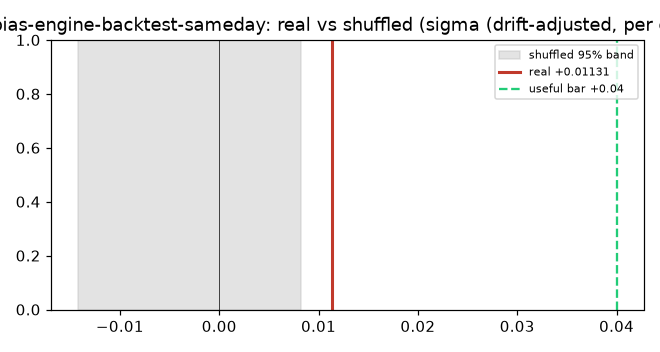 bias-engine-backtest-sameday: real vs shuffled (sigma (drift-adjusted, per
shuffled 95% band
real +0.01131
useful bar +0.04
1.0
0.8
0.6
0.4
0.2
0.0
−0.01 0.00 0.01 0.02 0.03 0.04